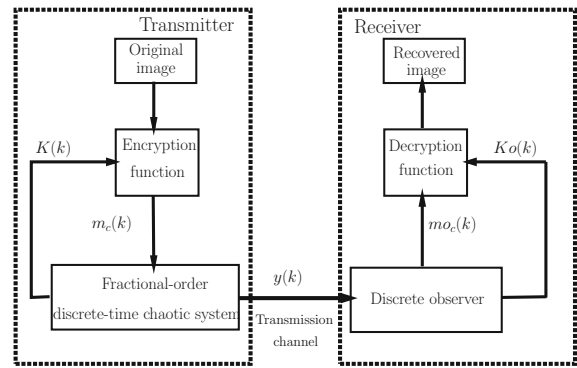 Transmitter
Original
image
K(k)
Encryption
function
m_c(k)
Fractional-order
discrete-time chaotic system
y(k)
Transmission
channel
Receiver
Recovered
image
Decryption
function
Ko(k)
mo_c(k)
Discrete observer